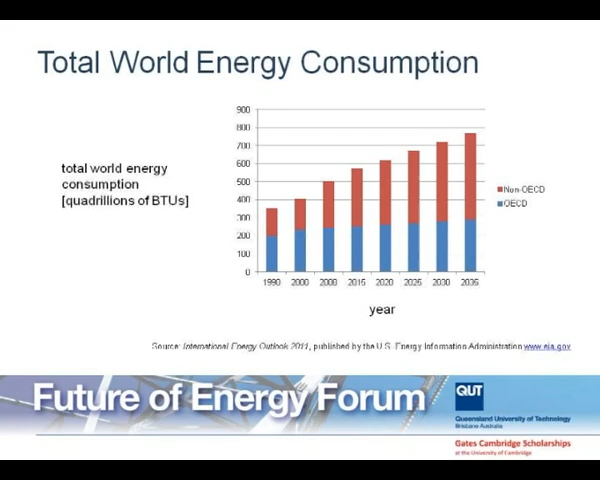 Total World Energy Consumption
total world energy
consumption
[quadrillions of BTUs]
900
800
700
600
500
400
300
200
100
0
1990 2000 2008 2015 2020 2025 2030 2035
year
Non-OECD
OECD
Source: International Energy Outlook 2011, published by the U.S. Energy Information Administration www.eia.gov
Future of Energy Forum
QUT
Queensland University of Technology
Brisbane Australia
Gates Cambridge Scholarships
at the University of Cambridge